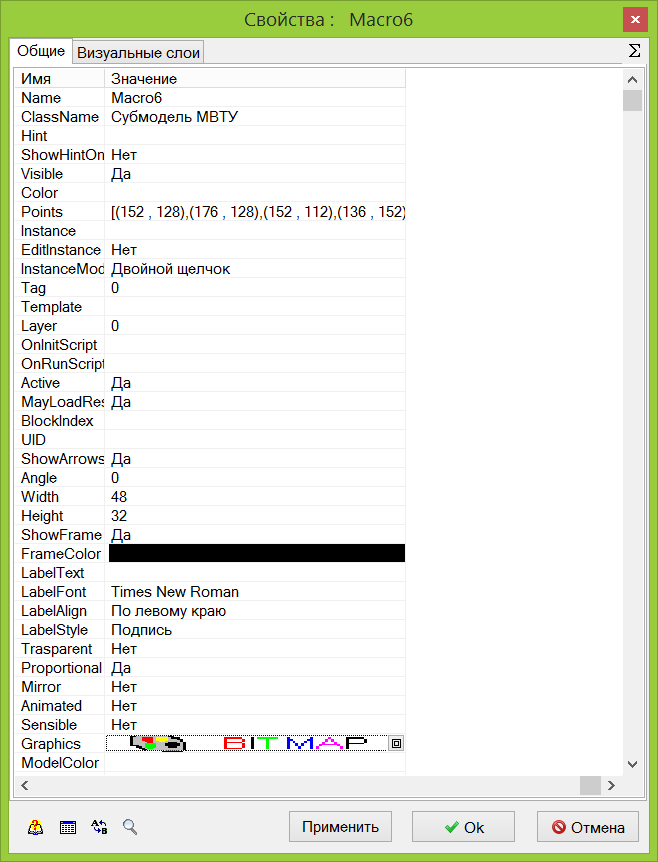 Свойства : Macro6
Общие Визуальные слои Σ
Имя Значение
Name Macro6
ClassName Субмодель МВТУ
Hint
ShowHintOn Нет
Visible Да
Color
Points [(152 , 128),(176 , 128),(152 , 112),(136 , 152)
Instance
EditInstance Нет
InstanceMod Двойной щелчок
Tag 0
Template
Layer 0
OnInitScript
OnRunScript
Active Да
MayLoadRes Да
BlockIndex
UID
ShowArrows Да
Angle 0
Width 48
Height 32
ShowFrame Да
FrameColor
LabelText
LabelFont Times New Roman
LabelAlign По левому краю
LabelStyle Подпись
Trasparent Нет
Proportional Да
Mirror Нет
Animated Нет
Sensible Нет
Graphics BIT MAP
ModelColor
Применить Ok Отмена